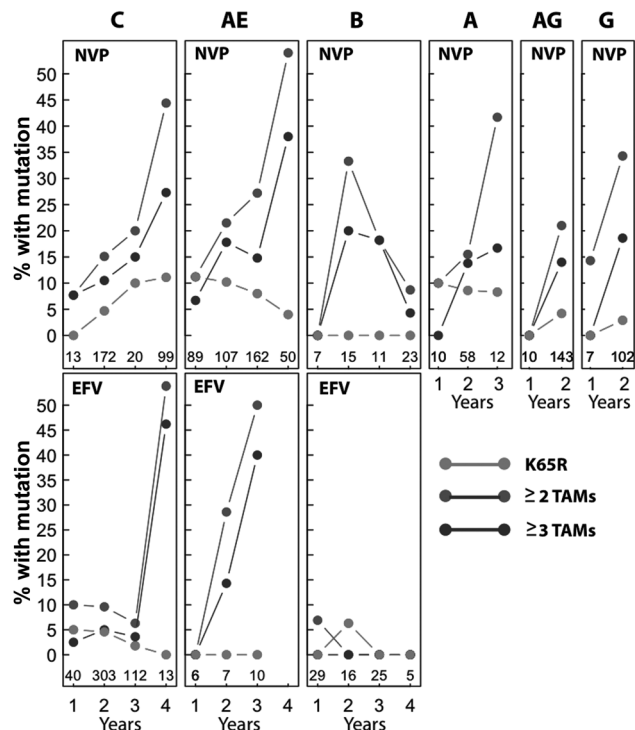 C AE B A AG G
NVP NVP NVP NVP NVP NVP
% with mutation
50
45
40
35
30
25
20
15
10
5
0
13 172 20 99 89 107 162 50 7 15 11 23 10 58 12 10 143 7 102
1 2 3 1 2 1 2
Years Years Years
EFV EFV EFV
% with mutation
50
45
40
35
30
25
20
15
10
5
0
K65R
≥2 TAMs
≥3 TAMs
40 303 112 13 6 7 10 29 16 25 5
1 2 3 4 1 2 3 4 1 2 3 4
Years Years Years